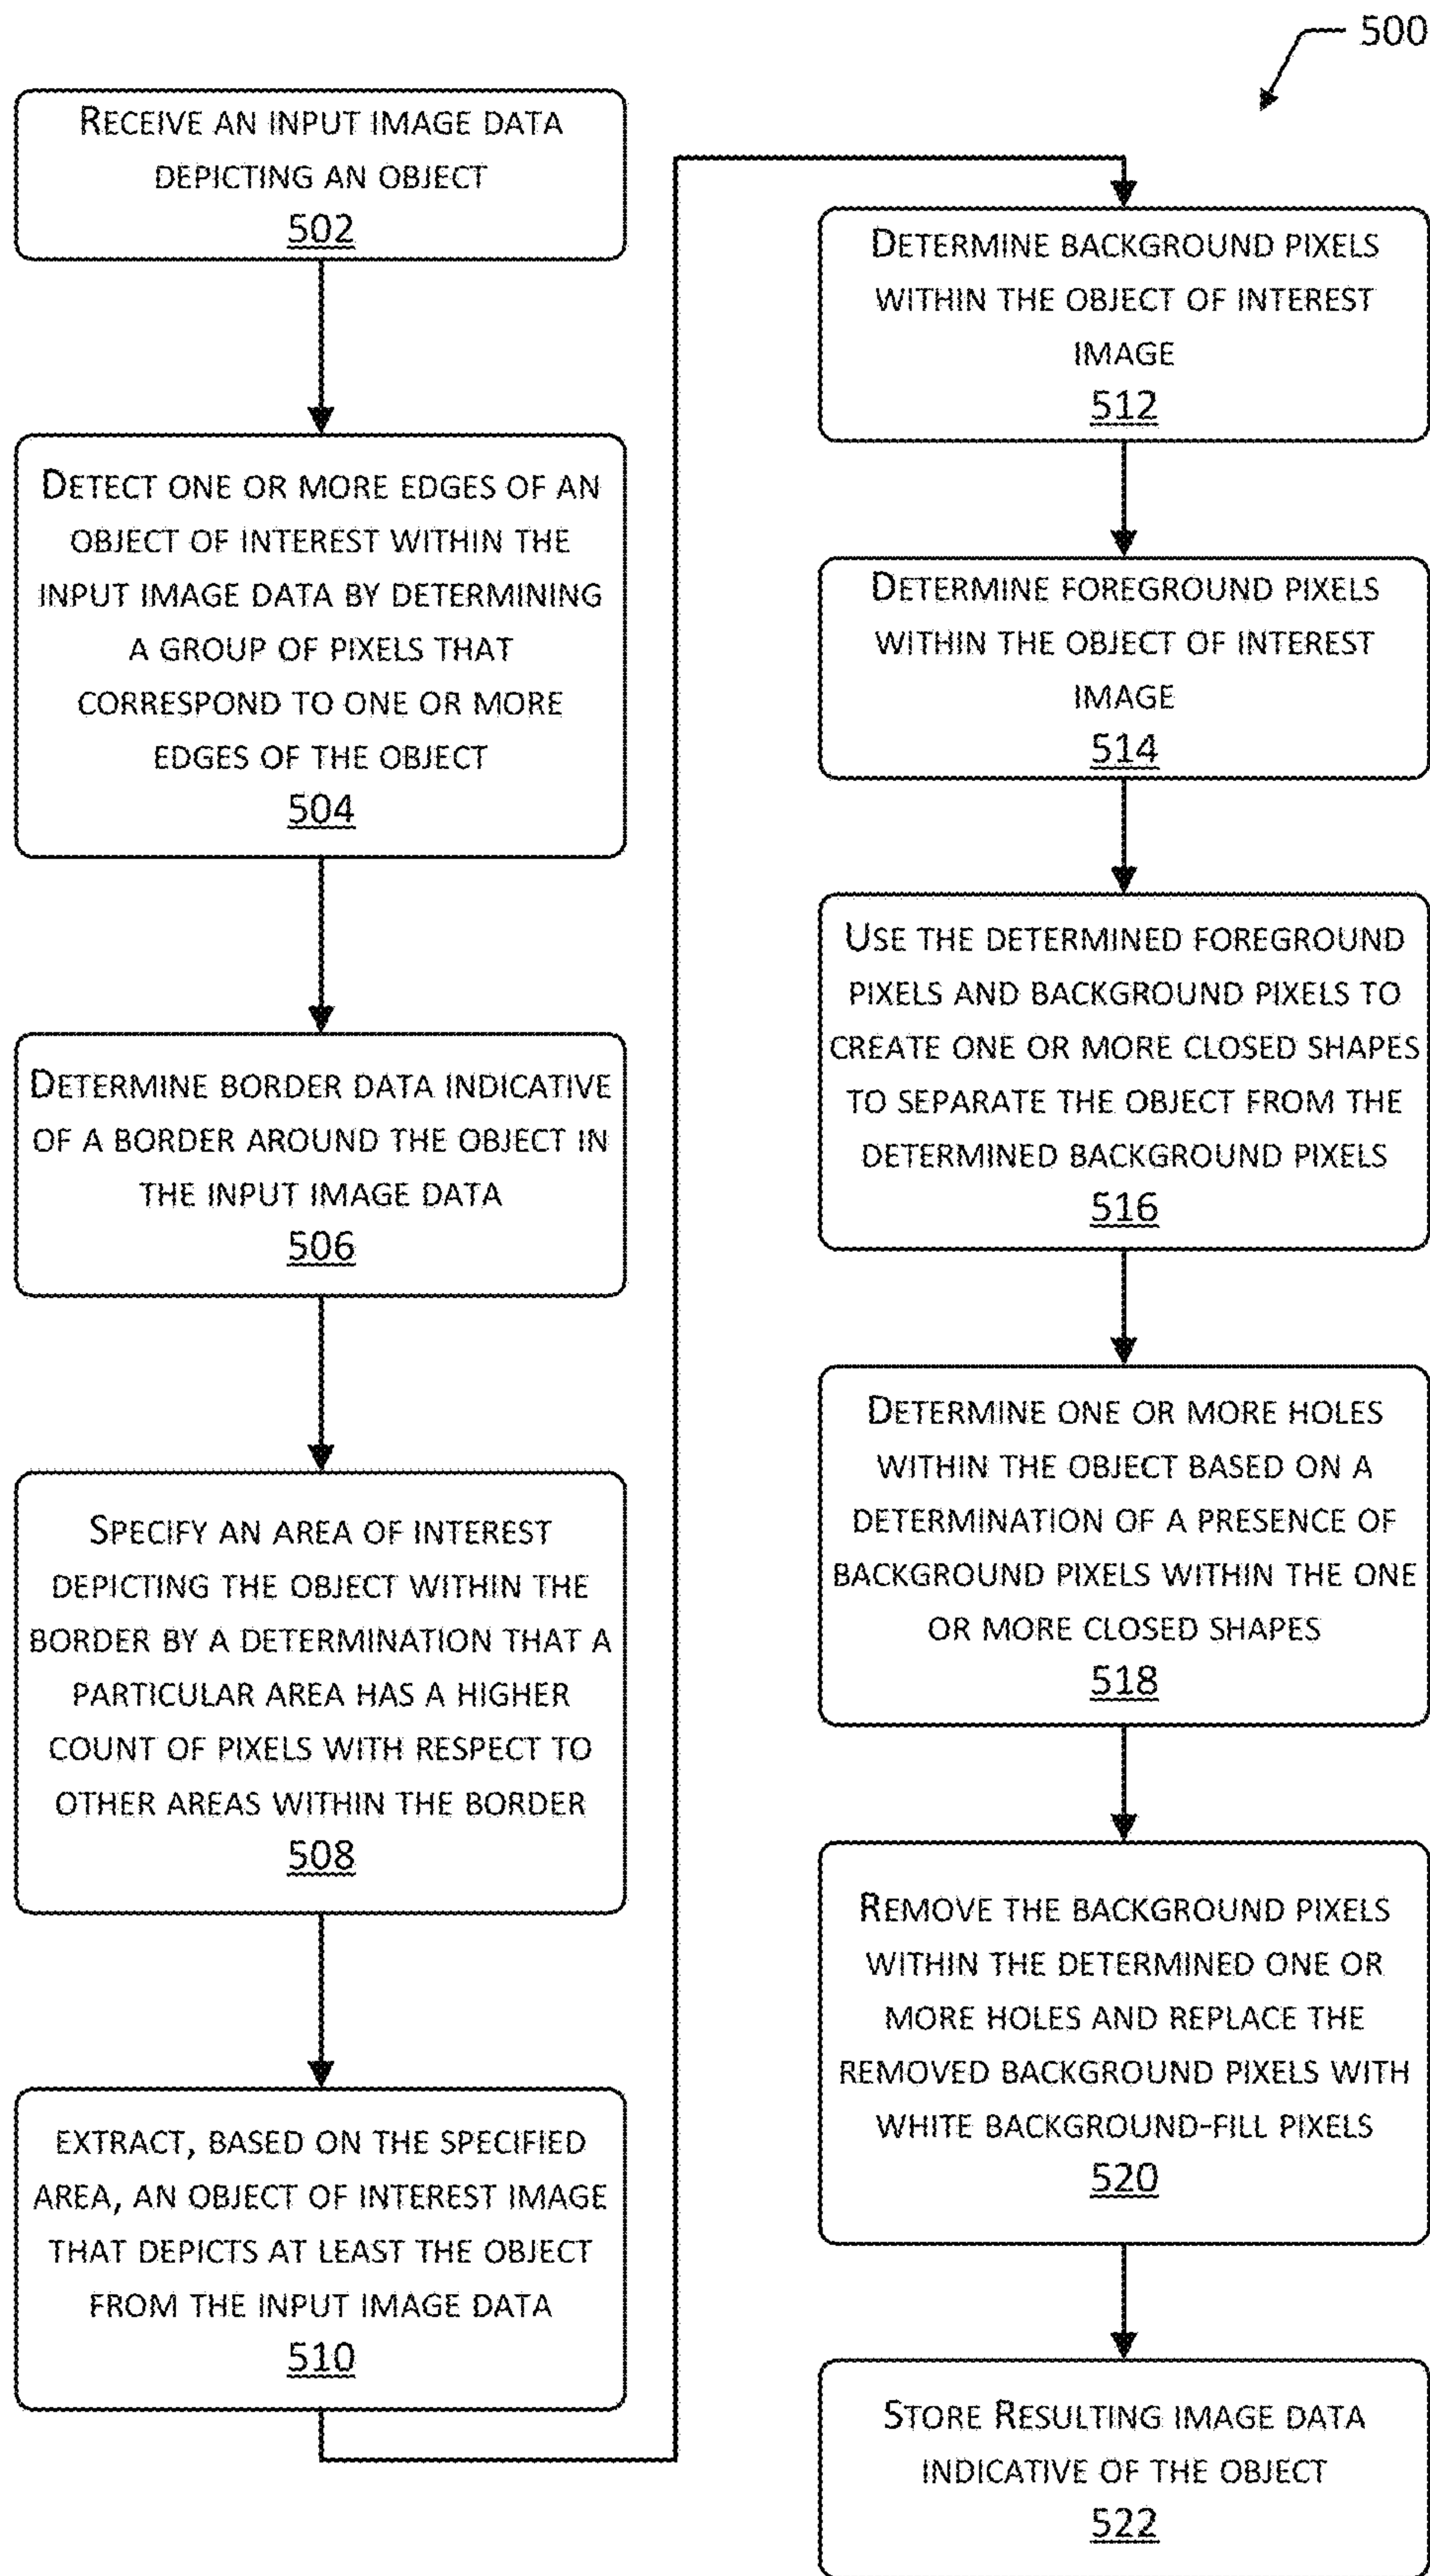 500
RECEIVE AN INPUT IMAGE DATA
DEPICTING AN OBJECT
502
DETECT ONE OR MORE EDGES OF AN
OBJECT OF INTEREST WITHIN THE
INPUT IMAGE DATA BY DETERMINING
A GROUP OF PIXELS THAT
CORRESPOND TO ONE OR MORE
EDGES OF THE OBJECT
504
DETERMINE BORDER DATA INDICATIVE
OF A BORDER AROUND THE OBJECT IN
THE INPUT IMAGE DATA
506
SPECIFY AN AREA OF INTEREST
DEPICTING THE OBJECT WITHIN THE
BORDER BY A DETERMINATION THAT A
PARTICULAR AREA HAS A HIGHER
COUNT OF PIXELS WITH RESPECT TO
OTHER AREAS WITHIN THE BORDER
508
EXTRACT, BASED ON THE SPECIFIED
AREA, AN OBJECT OF INTEREST IMAGE
THAT DEPICTS AT LEAST THE OBJECT
FROM THE INPUT IMAGE DATA
510
DETERMINE BACKGROUND PIXELS
WITHIN THE OBJECT OF INTEREST
IMAGE
512
DETERMINE FOREGROUND PIXELS
WITHIN THE OBJECT OF INTEREST
IMAGE
514
USE THE DETERMINED FOREGROUND
PIXELS AND BACKGROUND PIXELS TO
CREATE ONE OR MORE CLOSED SHAPES
TO SEPARATE THE OBJECT FROM THE
DETERMINED BACKGROUND PIXELS
516
DETERMINE ONE OR MORE HOLES
WITHIN THE OBJECT BASED ON A
DETERMINATION OF A PRESENCE OF
BACKGROUND PIXELS WITHIN THE ONE
OR MORE CLOSED SHAPES
518
REMOVE THE BACKGROUND PIXELS
WITHIN THE DETERMINED ONE OR
MORE HOLES AND REPLACE THE
REMOVED BACKGROUND PIXELS WITH
WHITE BACKGROUND-FILL PIXELS
520
STORE RESULTING IMAGE DATA
INDICATIVE OF THE OBJECT
522